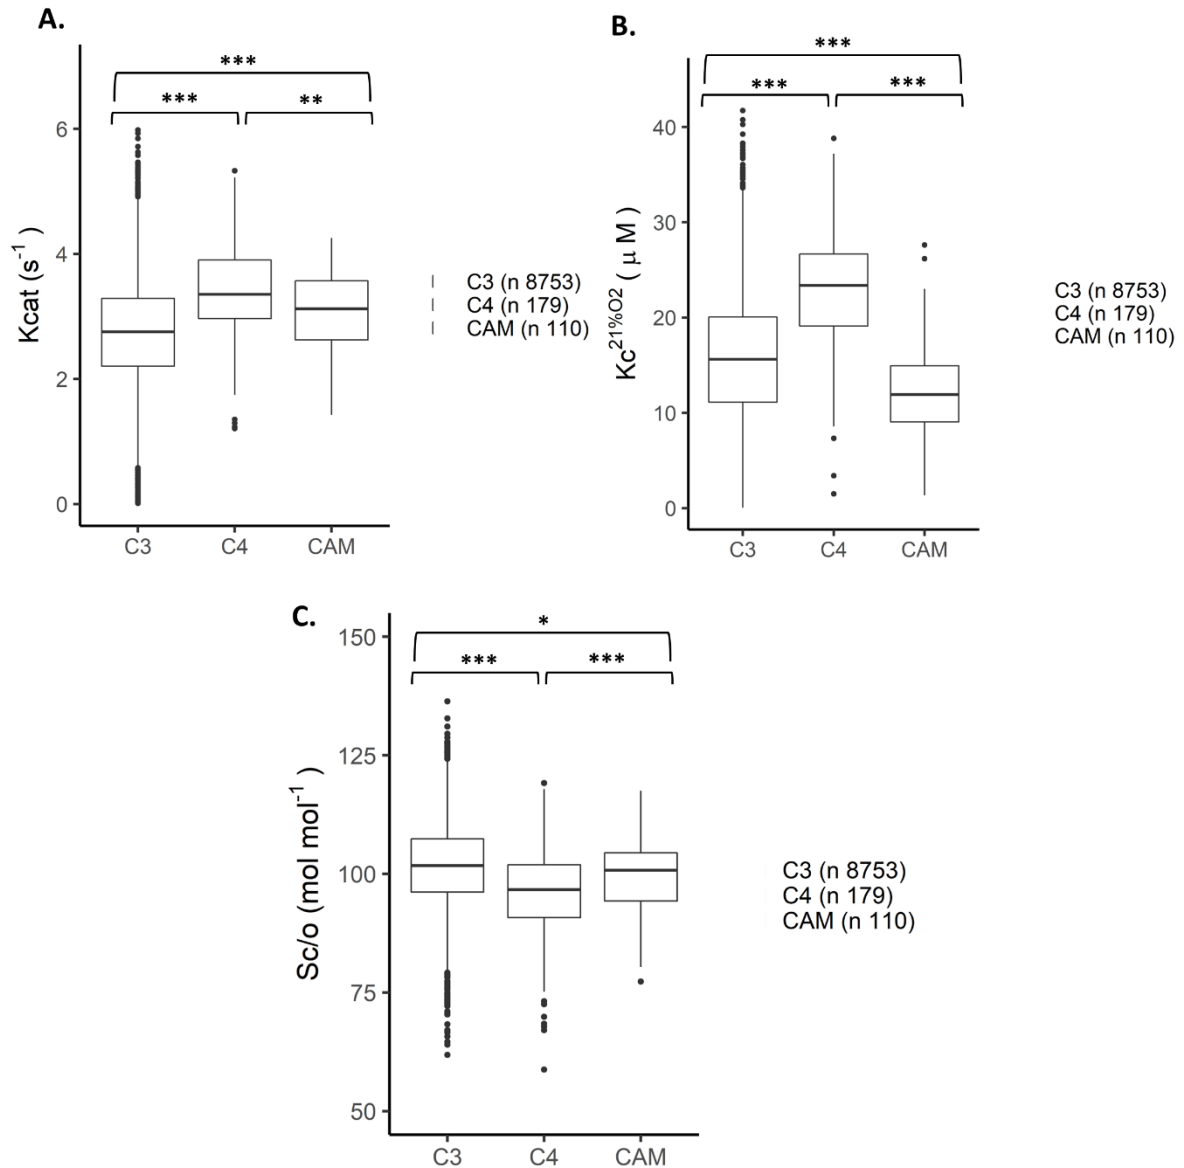 A.
***
***
**
6
4
2
0
Kcat (s⁻¹)
C3
C4
CAM
C3 (n 8753)
C4 (n 179)
CAM (n 110)
B.
***
***
***
40
30
20
10
0
Kc²¹%O2 ( μ M )
C3
C4
CAM
C3 (n 8753)
C4 (n 179)
CAM (n 110)
C.
*
***
***
150
125
100
75
50
Sc/o (mol mol⁻¹ )
C3
C4
CAM
C3 (n 8753)
C4 (n 179)
CAM (n 110)